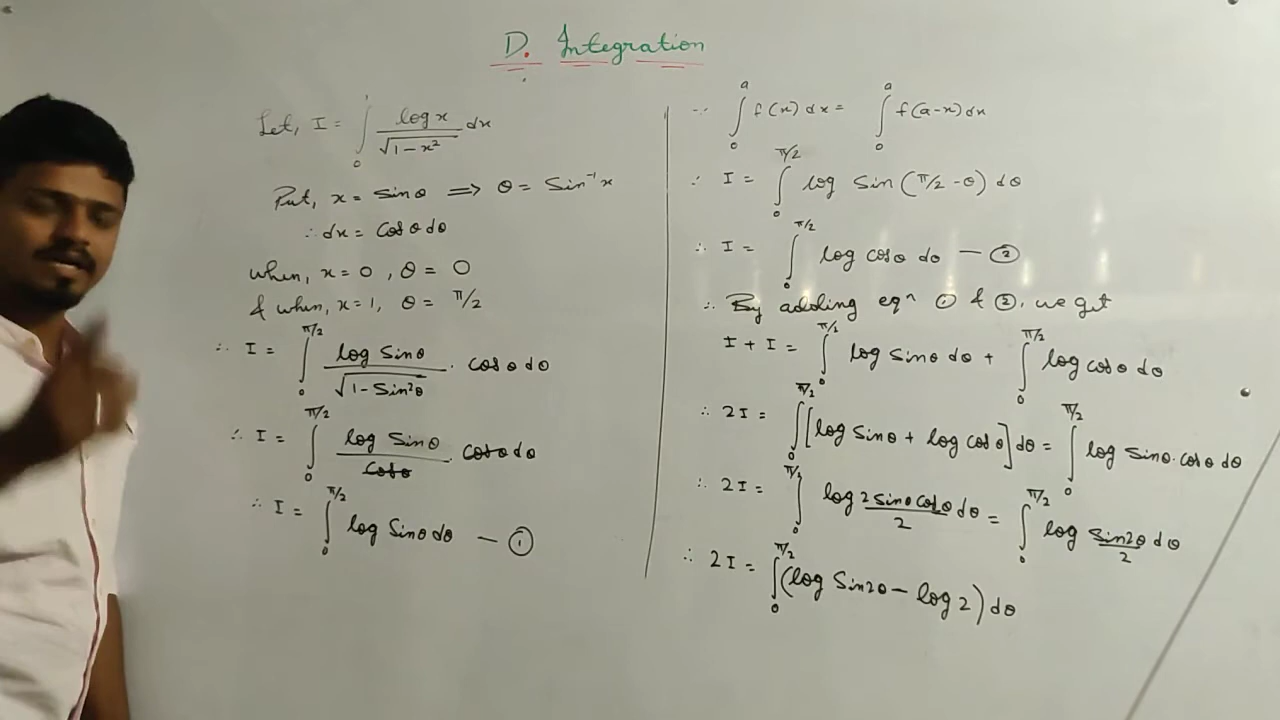 D. Integration
Let, I = ∫₀¹ log x / √(1 − x²) dx
Put, x = sinθ ⟹ θ = Sin⁻¹x
∴ dx = cosθ dθ
when, x = 0, θ = 0
& when, x = 1, θ = π/2
∴ I = ∫₀^{π/2} log Sinθ / √(1 − Sin²θ) · cosθ dθ
∴ I = ∫₀^{π/2} log Sinθ / Cosθ · cosθ dθ
∴ I = ∫₀^{π/2} log Sinθ dθ — ①
∵ ∫₀^a f(x) dx = ∫₀^a f(a−x) dx
∴ I = ∫₀^{π/2} log Sin(π/2 − θ) dθ
∴ I = ∫₀^{π/2} log cosθ dθ — ②
∴ By adding eqⁿ ① & ②, we get
I + I = ∫₀^{π/2} log Sinθ dθ + ∫₀^{π/2} log cosθ dθ
∴ 2I = ∫₀^{π/2} [log Sinθ + log cosθ] dθ = ∫₀^{π/2} log Sinθ·cosθ dθ
∴ 2I = ∫₀^{π/2} log 2sinθcosθ / 2 dθ = ∫₀^{π/2} log Sin2θ / 2 dθ
∴ 2I = ∫₀^{π/2} (log Sin2θ − log 2) dθ